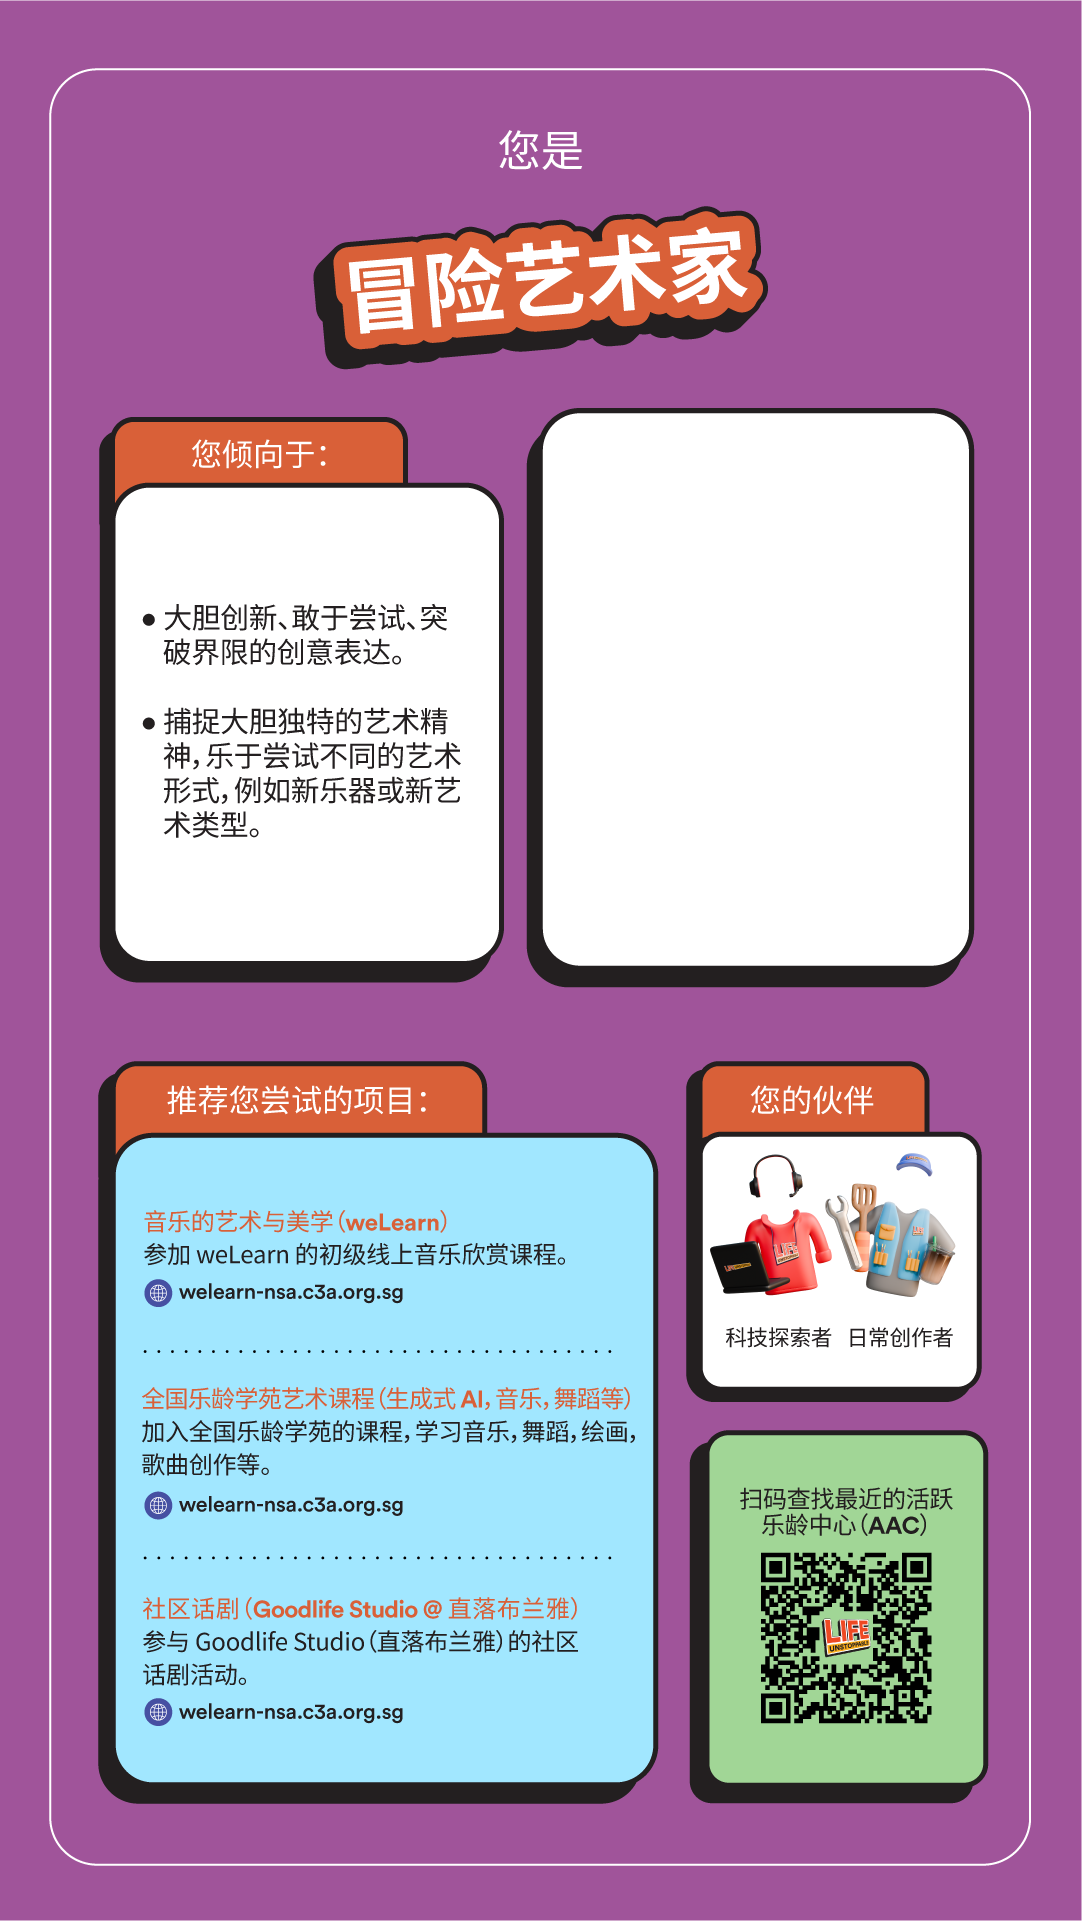 您是
冒险艺术家
您倾向于：
● 大胆创新、敢于尝试、突
破界限的创意表达。
● 捕捉大胆独特的艺术精
神，乐于尝试不同的艺术
形式，例如新乐器或新艺
术类型。
推荐您尝试的项目：
音乐的艺术与美学（weLearn）
参加 weLearn 的初级线上音乐欣赏课程。
welearn-nsa.c3a.org.sg
全国乐龄学苑艺术课程（生成式 AI，音乐，舞蹈等）
加入全国乐龄学苑的课程，学习音乐，舞蹈，绘画，
歌曲创作等。
welearn-nsa.c3a.org.sg
社区话剧（Goodlife Studio @ 直落布兰雅）
参与 Goodlife Studio（直落布兰雅）的社区
话剧活动。
welearn-nsa.c3a.org.sg
您的伙伴
LIFE
科技探索者 日常创作者
扫码查找最近的活跃
乐龄中心（AAC）
LIFE
UNSTOPPABLE